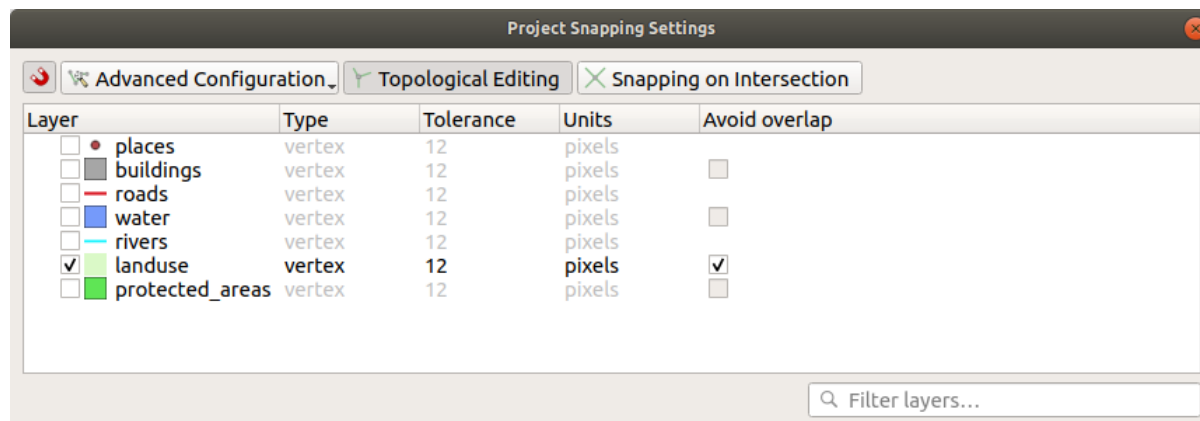 Project Snapping Settings
Advanced Configuration Topological Editing Snapping on Intersection
Layer Type Tolerance Units Avoid overlap
places vertex 12 pixels
buildings vertex 12 pixels
roads vertex 12 pixels
water vertex 12 pixels
rivers vertex 12 pixels
landuse vertex 12 pixels
protected_areas vertex 12 pixels
Filter layers...